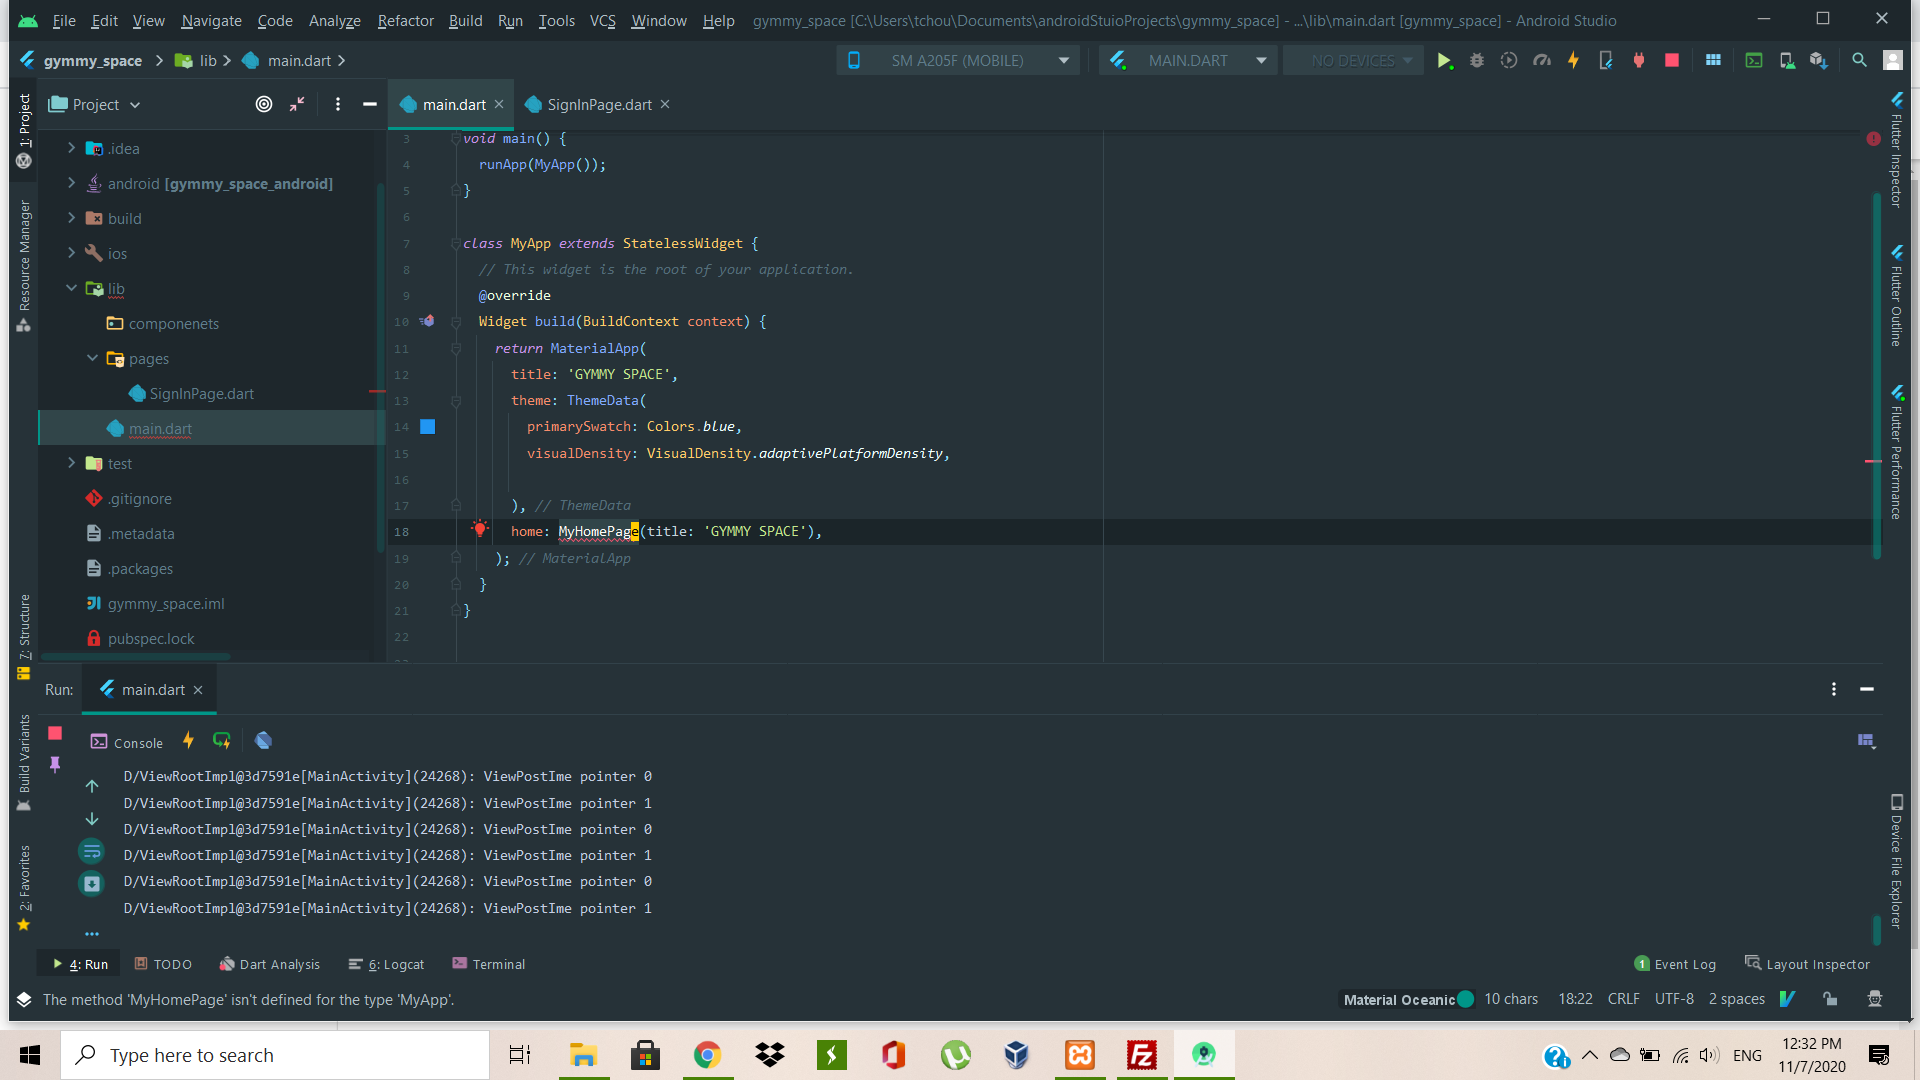 File Edit View Navigate Code Analyze Refactor Build Run Tools VCS Window Help gymmy_space [C:\Users\tchou\Documents\androidStuioProjects\gymmy_space] - ...\lib\main.dart [gymmy_space] - Android Studio
gymmy_space lib main.dart SM A205F (MOBILE) MAIN.DART NO DEVICES
Project main.dart SignInPage.dart
1: Project
Resource Manager
7: Structure
Build Variants
2: Favorites
.idea
android [gymmy_space_android]
build
ios
lib
componenets
pages
SignInPage.dart
main.dart
test
.gitignore
.metadata
.packages
gymmy_space.iml
pubspec.lock
3 void main() {
4 runApp(MyApp());
5 }
6
7 class MyApp extends StatelessWidget {
8 // This widget is the root of your application.
9 @override
10 Widget build(BuildContext context) {
11 return MaterialApp(
12 title: 'GYMMY SPACE',
13 theme: ThemeData(
14 primarySwatch: Colors.blue,
15 visualDensity: VisualDensity.adaptivePlatformDensity,
16
17 ), // ThemeData
18 home: MyHomePage(title: 'GYMMY SPACE'),
19 ); // MaterialApp
20 }
21 }
22
Flutter Inspector
Flutter Outline
Flutter Performance
Device File Explorer
Run: main.dart
Console
D/ViewRootImpl@3d7591e[MainActivity](24268): ViewPostIme pointer 0
D/ViewRootImpl@3d7591e[MainActivity](24268): ViewPostIme pointer 1
D/ViewRootImpl@3d7591e[MainActivity](24268): ViewPostIme pointer 0
D/ViewRootImpl@3d7591e[MainActivity](24268): ViewPostIme pointer 1
D/ViewRootImpl@3d7591e[MainActivity](24268): ViewPostIme pointer 0
D/ViewRootImpl@3d7591e[MainActivity](24268): ViewPostIme pointer 1
4: Run TODO Dart Analysis 6: Logcat Terminal 1 Event Log Layout Inspector
The method 'MyHomePage' isn't defined for the type 'MyApp'. Material Oceanic 10 chars 18:22 CRLF UTF-8 2 spaces
Type here to search ENG 12:32 PM
11/7/2020